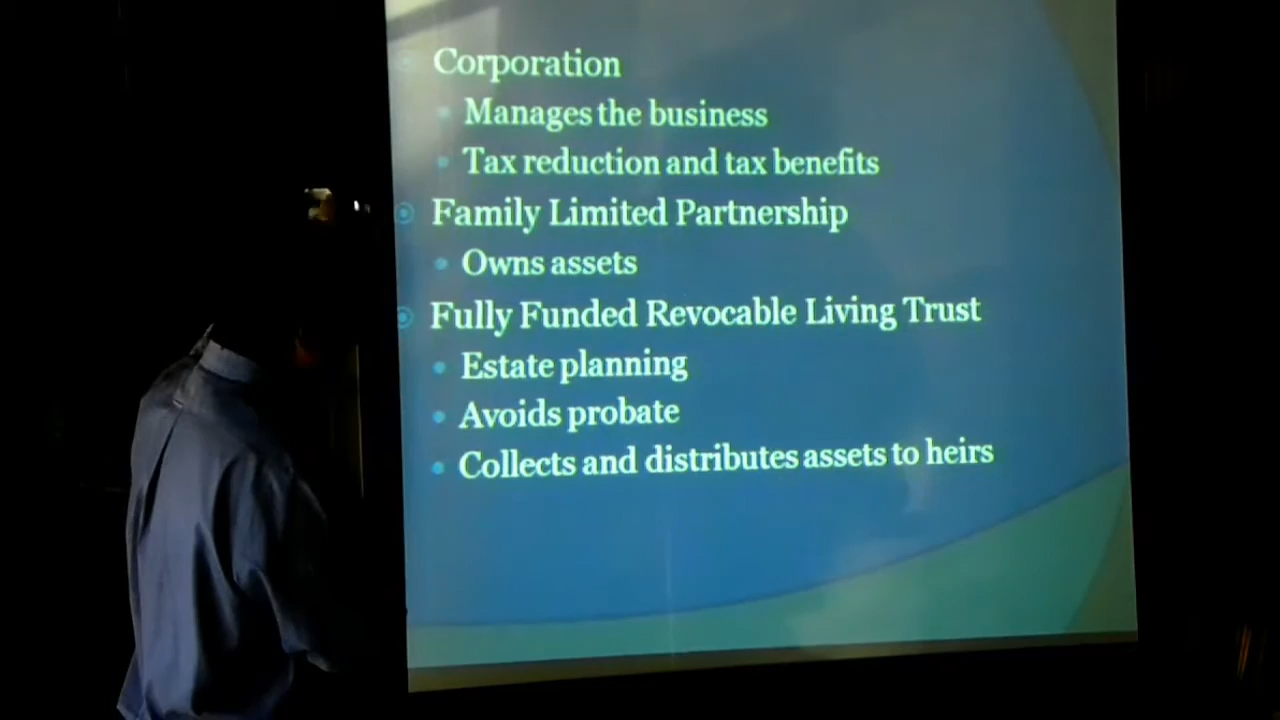 Corporation
Manages the business
Tax reduction and tax benefits
Family Limited Partnership
Owns assets
Fully Funded Revocable Living Trust
Estate planning
Avoids probate
Collects and distributes assets to heirs